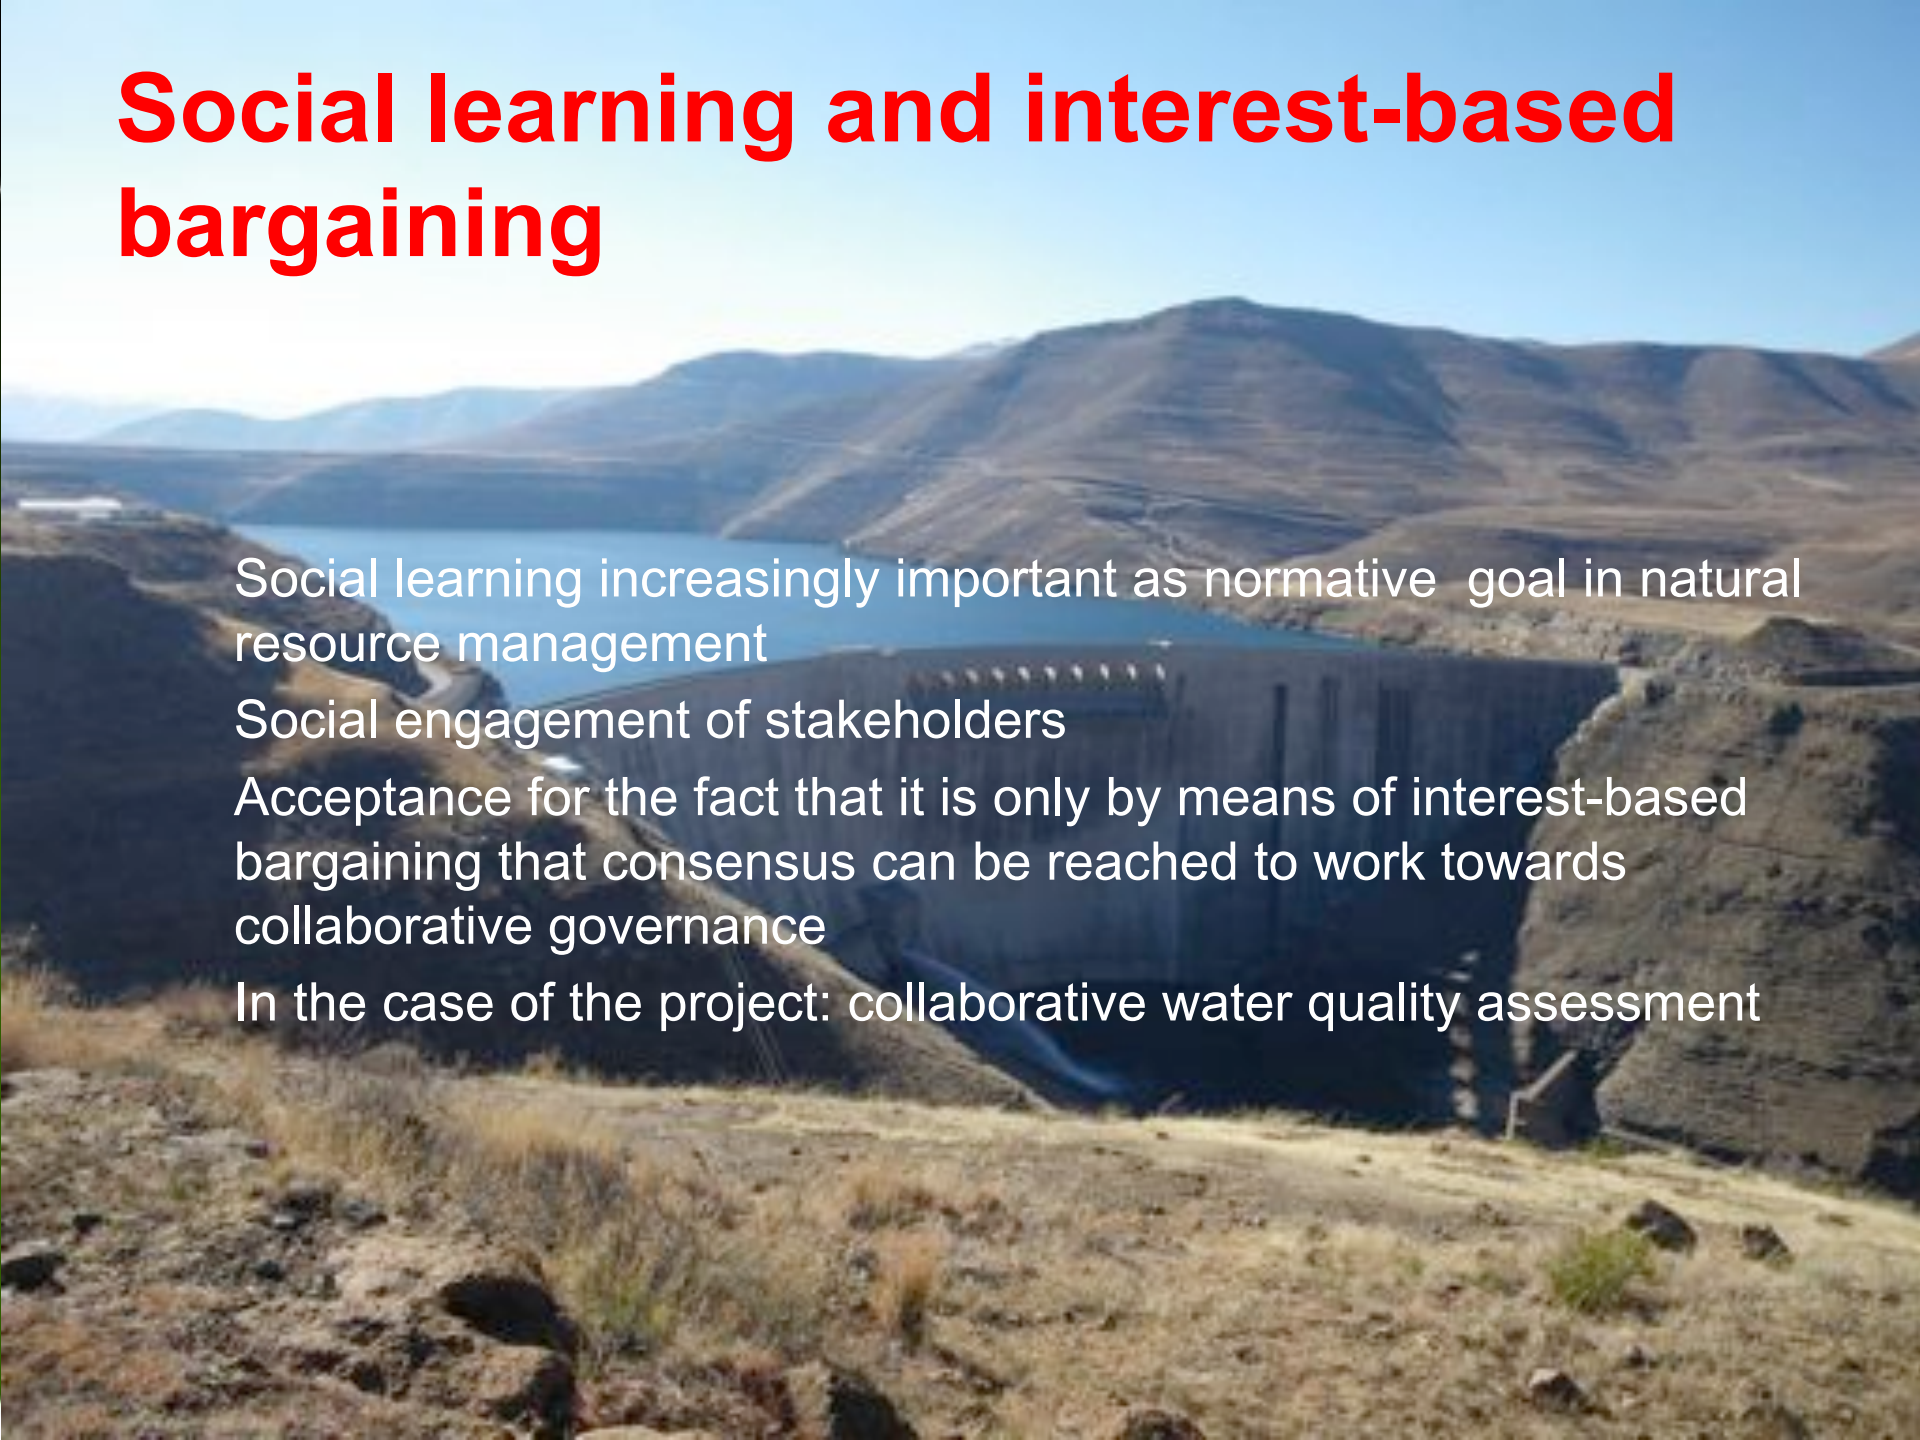 Social learning and interest-based
bargaining
Social learning increasingly important as normative  goal in natural
resource management
Social engagement of stakeholders
Acceptance for the fact that it is only by means of interest-based
bargaining that consensus can be reached to work towards
collaborative governance
In the case of the project: collaborative water quality assessment